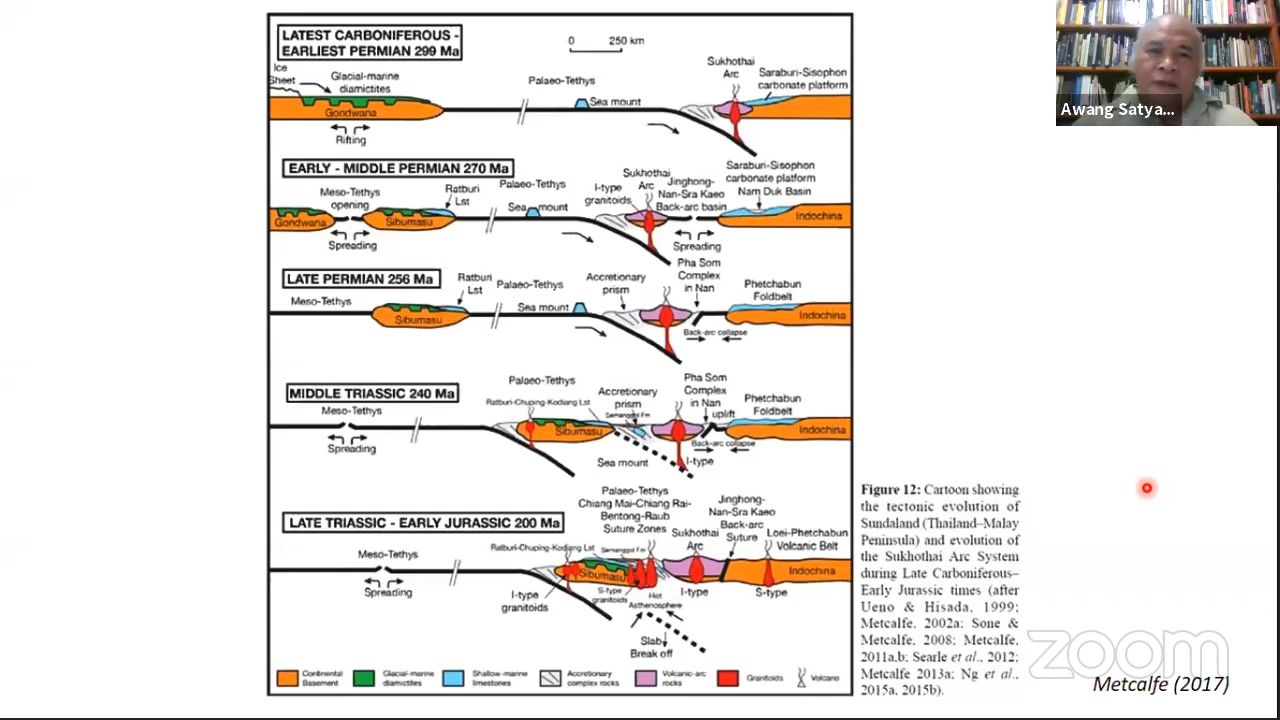 LATEST CARBONIFEROUS -
EARLIEST PERMIAN 299 Ma
0 250 km
Ice
Sheet
Glacial-marine
diamictites
Gondwana
Rifting
Palaeo-Tethys
Sea mount
Sukhothai
Arc
Saraburi-Sisophon
carbonate platform
EARLY - MIDDLE PERMIAN 270 Ma
Meso-Tethys
opening
Gondwana
Spreading
Sibumasu
Ratburi
Lst
Palaeo-Tethys
Sea mount
I-type
granitoids
Sukhothai
Arc
Jinghong-
Nan-Sra Kaeo
Back-arc basin
Spreading
Saraburi-Sisophon
carbonate platform
Nam Duk Basin
Indochina
LATE PERMIAN 256 Ma
Meso-Tethys
Sibumasu
Ratburi
Lst
Palaeo-Tethys
Sea mount
Accretionary
prism
Pha Som
Complex
in Nan
Back-arc collapse
Phetchabun
Foldbelt
Indochina
MIDDLE TRIASSIC 240 Ma
Meso-Tethys
Spreading
Palaeo-Tethys
Ratburi-Chuping-Kodiang Lst
Sibumasu
Accretionary
prism
Semanggol Fm
Sea mount
I-type
Pha Som
Complex
in Nan
uplift
Back-arc collapse
Phetchabun
Foldbelt
Indochina
LATE TRIASSIC - EARLY JURASSIC 200 Ma
Meso-Tethys
Spreading
Ratburi-Chuping-Kodiang Lst
Semanggol Fm
I-type
granitoids
Sibumasu
S-type
granitoids
Palaeo-Tethys
Chiang Mai-Chiang Rai-
Bentong-Raub
Suture Zones
Hot
Asthenosphere
Slab
Break off
Sukhothai
Arc
I-type
Jinghong-
Nan-Sra Kaeo
Back-arc
Suture
Loei-Phetchabun
Volcanic Belt
S-type
Indochina
Continental
Basement
Glacial-marine
diamictites
Shallow-marine
limestones
Accretionary
complex rocks
Volcanic-arc
rocks
Granitoids
Volcano
Figure 12: Cartoon showing
the tectonic evolution of
Sundaland (Thailand–Malay
Peninsula) and evolution of
the Sukhothai Arc System
during Late Carboniferous–
Early Jurassic times (after
Ueno & Hisada, 1999;
Metcalfe, 2002a; Sone &
Metcalfe, 2008; Metcalfe,
2011a,b; Searle et al., 2012;
Metcalfe 2013a; Ng et al.,
2015a, 2015b).
Metcalfe (2017)
zoom
Awang Satya...